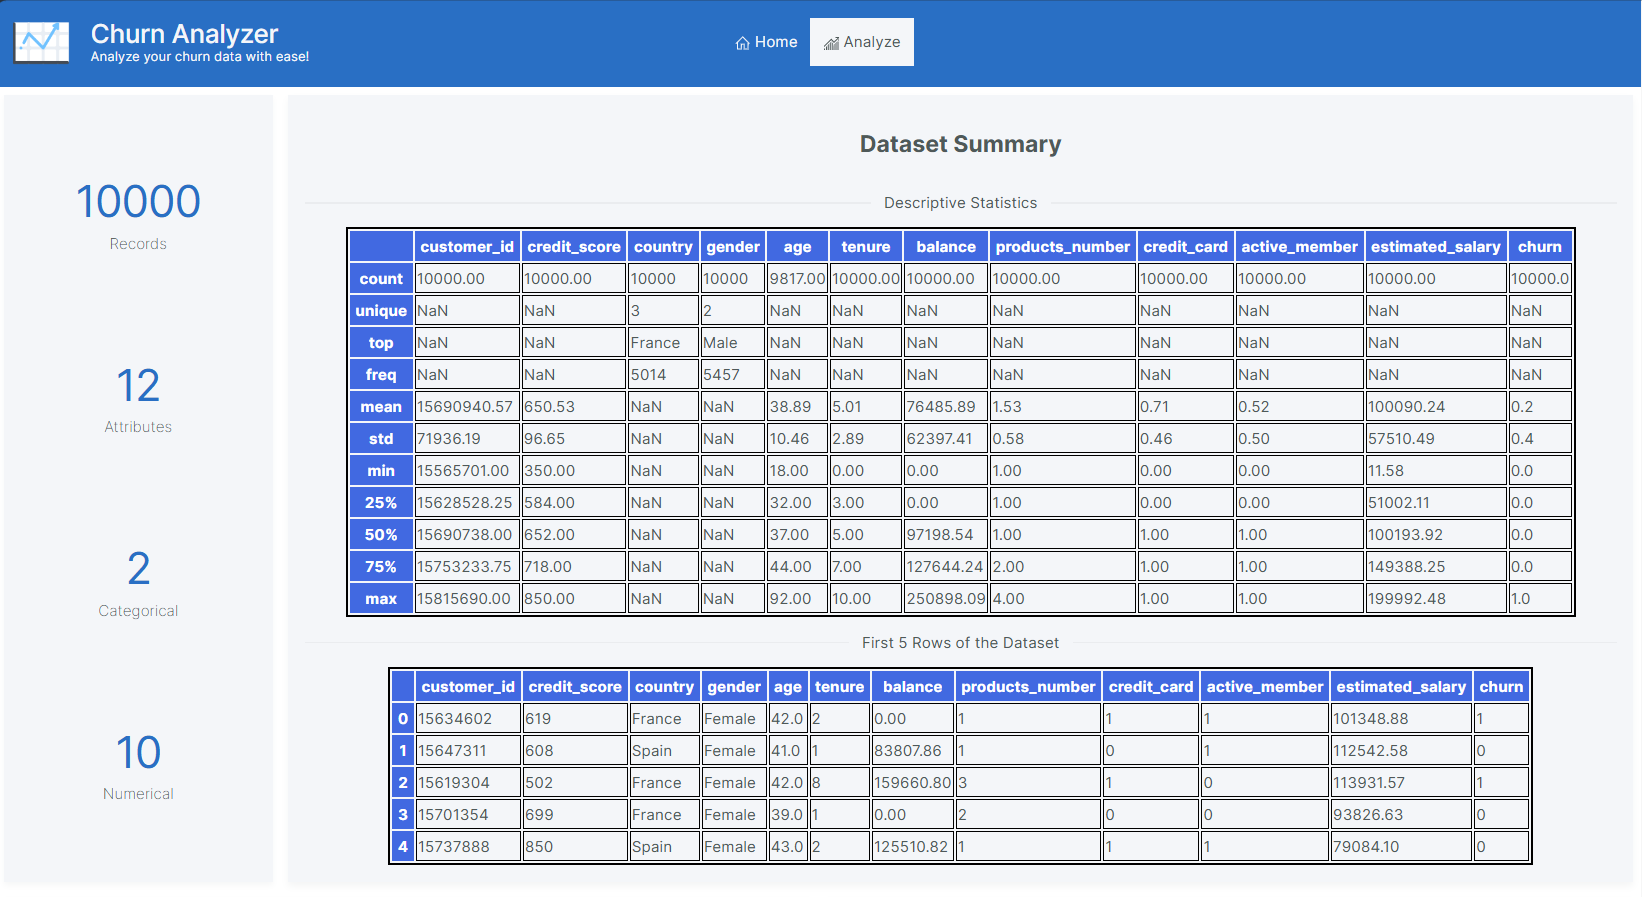 Churn Analyzer
Analyze your churn data with ease!
Home
Analyze
10000
Records
12
Attributes
2
Categorical
10
Numerical
Dataset Summary
Descriptive Statistics
customer_id credit_score country gender age tenure balance products_number credit_card active_member estimated_salary churn
count 10000.00 10000.00 10000 10000 9817.00 10000.00 10000.00 10000.00 10000.00 10000.00 10000.00 10000.0
unique NaN NaN 3 2 NaN NaN NaN NaN NaN NaN NaN NaN
top NaN NaN France Male NaN NaN NaN NaN NaN NaN NaN NaN
freq NaN NaN 5014 5457 NaN NaN NaN NaN NaN NaN NaN NaN
mean 15690940.57 650.53 NaN NaN 38.89 5.01 76485.89 1.53 0.71 0.52 100090.24 0.2
std 71936.19 96.65 NaN NaN 10.46 2.89 62397.41 0.58 0.46 0.50 57510.49 0.4
min 15565701.00 350.00 NaN NaN 18.00 0.00 0.00 1.00 0.00 0.00 11.58 0.0
25% 15628528.25 584.00 NaN NaN 32.00 3.00 0.00 1.00 0.00 0.00 51002.11 0.0
50% 15690738.00 652.00 NaN NaN 37.00 5.00 97198.54 1.00 1.00 1.00 100193.92 0.0
75% 15753233.75 718.00 NaN NaN 44.00 7.00 127644.24 2.00 1.00 1.00 149388.25 0.0
max 15815690.00 850.00 NaN NaN 92.00 10.00 250898.09 4.00 1.00 1.00 199992.48 1.0
First 5 Rows of the Dataset
customer_id credit_score country gender age tenure balance products_number credit_card active_member estimated_salary churn
0 15634602 619 France Female 42.0 2 0.00 1 1 1 101348.88 1
1 15647311 608 Spain Female 41.0 1 83807.86 1 0 1 112542.58 0
2 15619304 502 France Female 42.0 8 159660.80 3 1 0 113931.57 1
3 15701354 699 France Female 39.0 1 0.00 2 0 0 93826.63 0
4 15737888 850 Spain Female 43.0 2 125510.82 1 1 1 79084.10 0